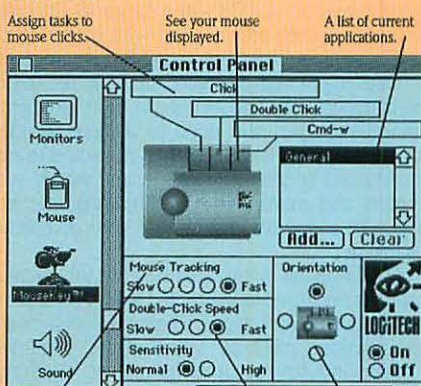 Assign tasks to
mouse clicks.
See your mouse
displayed.
A list of current
applications.
Control Panel
Click
Double Click
Cmd-w
Monitors
Mouse
MouseKey™
Sound
General
Add...
Clear
Mouse Tracking
Slow
Fast
Double-Click Speed
Slow
Fast
Sensitivity
Normal
High
Orientation
LOGITECH
On
Off